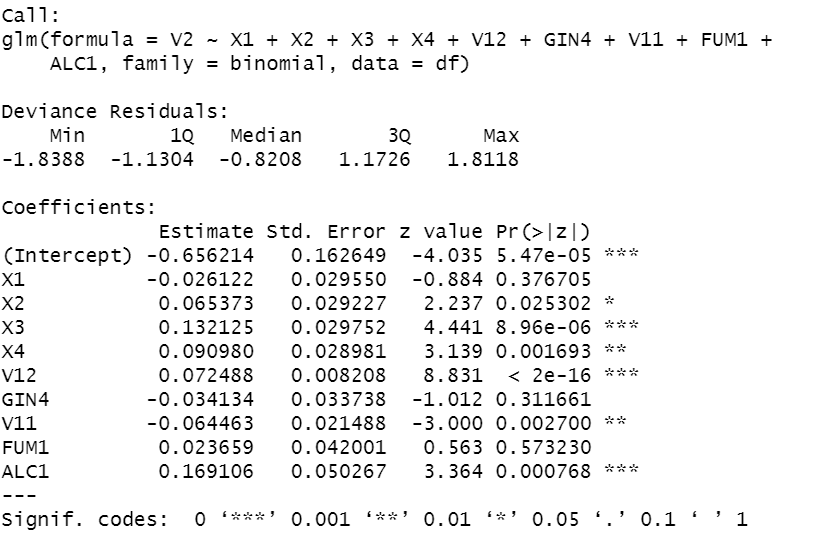 Call:
glm(formula = V2 ~ X1 + X2 + X3 + X4 + V12 + GIN4 + V11 + FUM1 +
    ALC1, family = binomial, data = df)

Deviance Residuals:
    Min       1Q   Median       3Q      Max
-1.8388  -1.1304  -0.8208   1.1726   1.8118

Coefficients:
             Estimate Std. Error z value Pr(>|z|)
(Intercept) -0.656214   0.162649  -4.035 5.47e-05 ***
X1          -0.026122   0.029550  -0.884 0.376705
X2           0.065373   0.029227   2.237 0.025302 *
X3           0.132125   0.029752   4.441 8.96e-06 ***
X4           0.090980   0.028981   3.139 0.001693 **
V12          0.072488   0.008208   8.831  < 2e-16 ***
GIN4        -0.034134   0.033738  -1.012 0.311661
V11         -0.064463   0.021488  -3.000 0.002700 **
FUM1         0.023659   0.042001   0.563 0.573230
ALC1         0.169106   0.050267   3.364 0.000768 ***
---
Signif. codes:  0 ‘***’ 0.001 ‘**’ 0.01 ‘*’ 0.05 ‘.’ 0.1 ‘ ’ 1